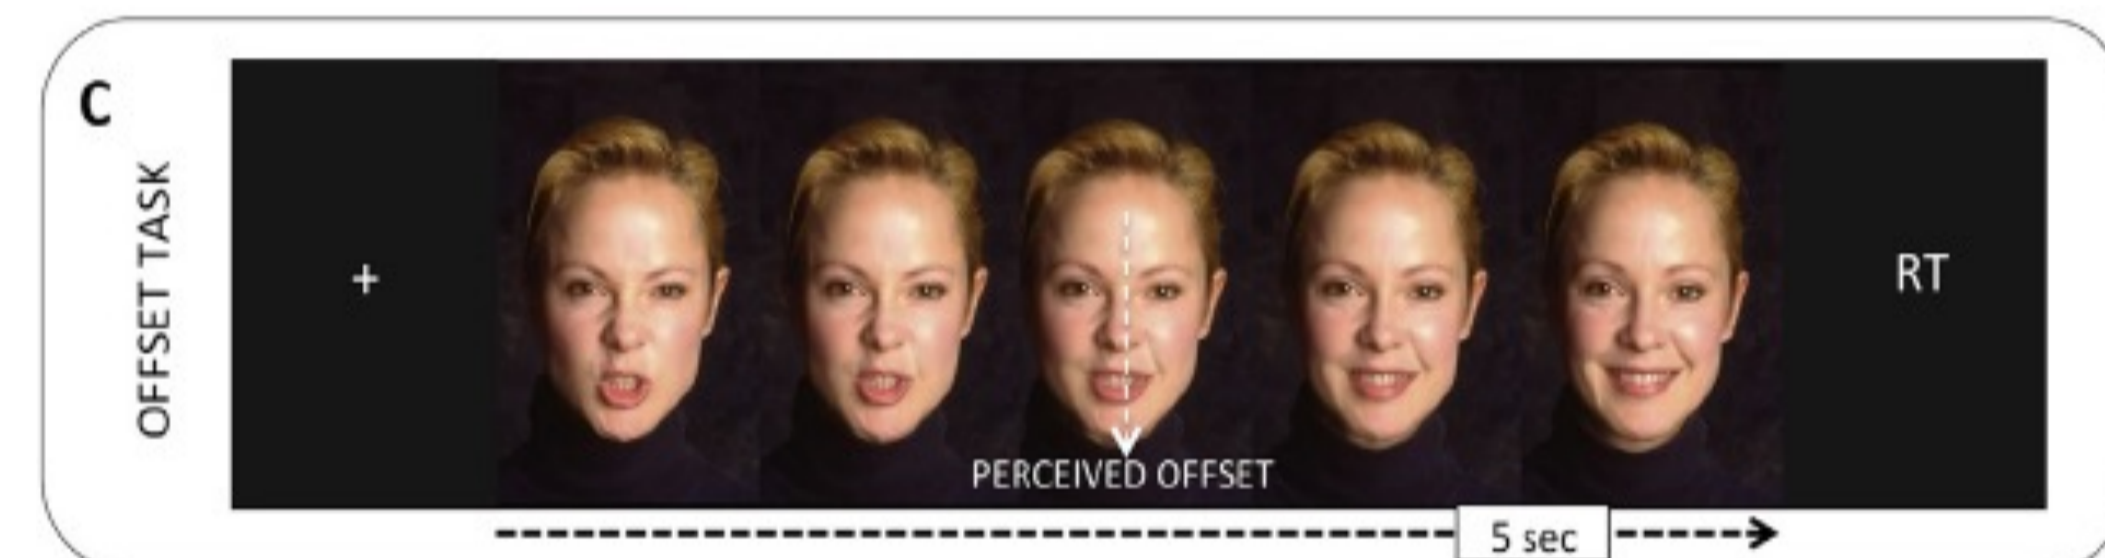 C
OFFSET TASK
+
PERCEIVED OFFSET
RT
5 sec